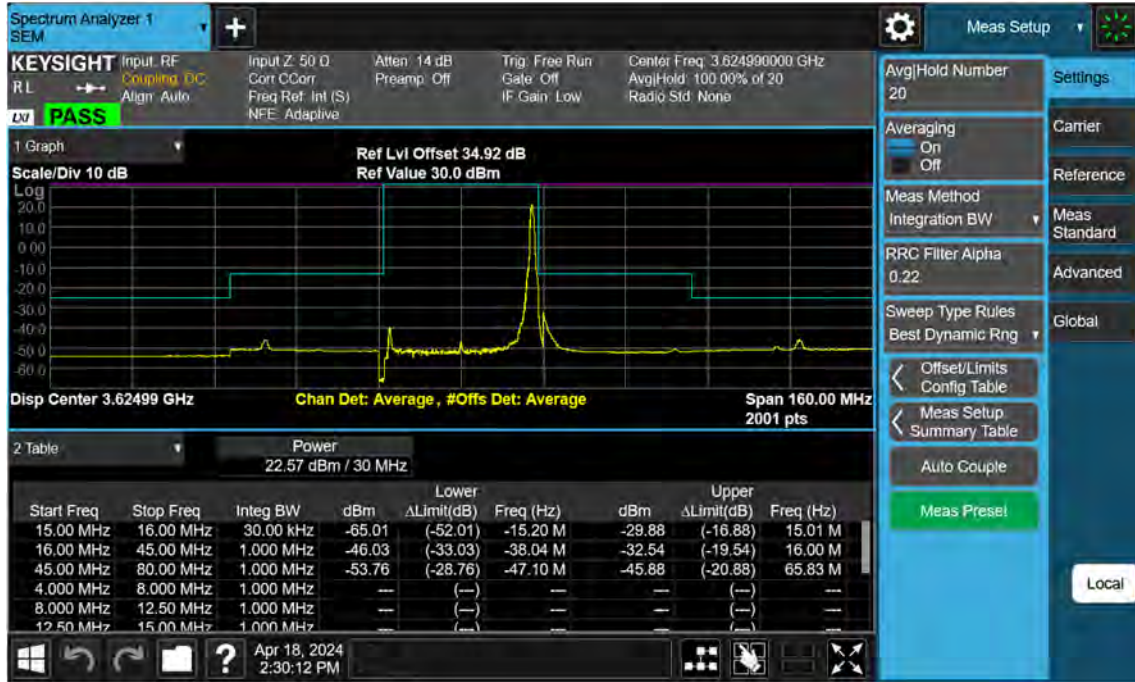 Spectrum Analyzer 1
SEM
+
Meas Setup
KEYSIGHT
RL
LXI
PASS
Input: RF
Coupling: DC
Align: Auto
Input Z: 50 Ω
Corr CCorr
Freq Ref: Int (S)
NFE: Adaptive
Atten: 14 dB
Preamp: Off
Trig: Free Run
Gate: Off
IF Gain: Low
Center Freq: 3.624990000 GHz
Avg|Hold: 100.00% of 20
Radio Std: None
1 Graph
Scale/Div 10 dB
Ref Lvl Offset 34.92 dB
Ref Value 30.0 dBm
Log
20.0
10.0
0.00
-10.0
-20.0
-30.0
-40.0
-50.0
-60.0
Disp Center 3.62499 GHz
Chan Det: Average, #Offs Det: Average
Span 160.00 MHz
2001 pts
2 Table
Power
22.57 dBm / 30 MHz
Lower Upper
Start Freq Stop Freq Integ BW dBm ΔLimit(dB) Freq (Hz) dBm ΔLimit(dB) Freq (Hz)
15.00 MHz 16.00 MHz 30.00 kHz -65.01 (-52.01) -15.20 M -29.88 (-16.88) 15.01 M
16.00 MHz 45.00 MHz 1.000 MHz -46.03 (-33.03) -38.04 M -32.54 (-19.54) 16.00 M
45.00 MHz 80.00 MHz 1.000 MHz -53.76 (-28.76) -47.10 M -45.88 (-20.88) 65.83 M
4.000 MHz 8.000 MHz 1.000 MHz --- (---) --- --- (---) ---
8.000 MHz 12.50 MHz 1.000 MHz --- (---) --- --- (---) ---
12.50 MHz 15.00 MHz 1.000 MHz --- (---) --- --- (---) ---
?
Apr 18, 2024
2:30:12 PM
Avg|Hold Number
20
Averaging
On
Off
Meas Method
Integration BW
RRC Filter Alpha
0.22
Sweep Type Rules
Best Dynamic Rng
Offset/Limits
Config Table
Meas Setup
Summary Table
Auto Couple
Meas Preset
Settings
Carrier
Reference
Meas
Standard
Advanced
Global
Local